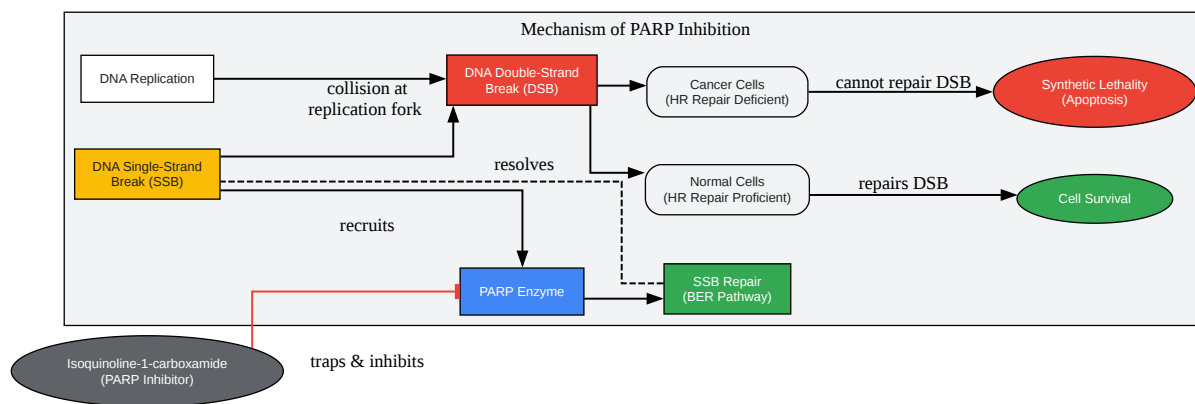 Mechanism of PARP Inhibition
DNA Replication
collision at
replication fork
DNA Double-Strand
Break (DSB)
Cancer Cells
(HR Repair Deficient)
cannot repair DSB
Synthetic Lethality
(Apoptosis)
DNA Single-Strand
Break (SSB)
resolves
Normal Cells
(HR Repair Proficient)
repairs DSB
Cell Survival
recruits
PARP Enzyme
SSB Repair
(BER Pathway)
Isoquinoline-1-carboxamide
(PARP Inhibitor)
traps & inhibits